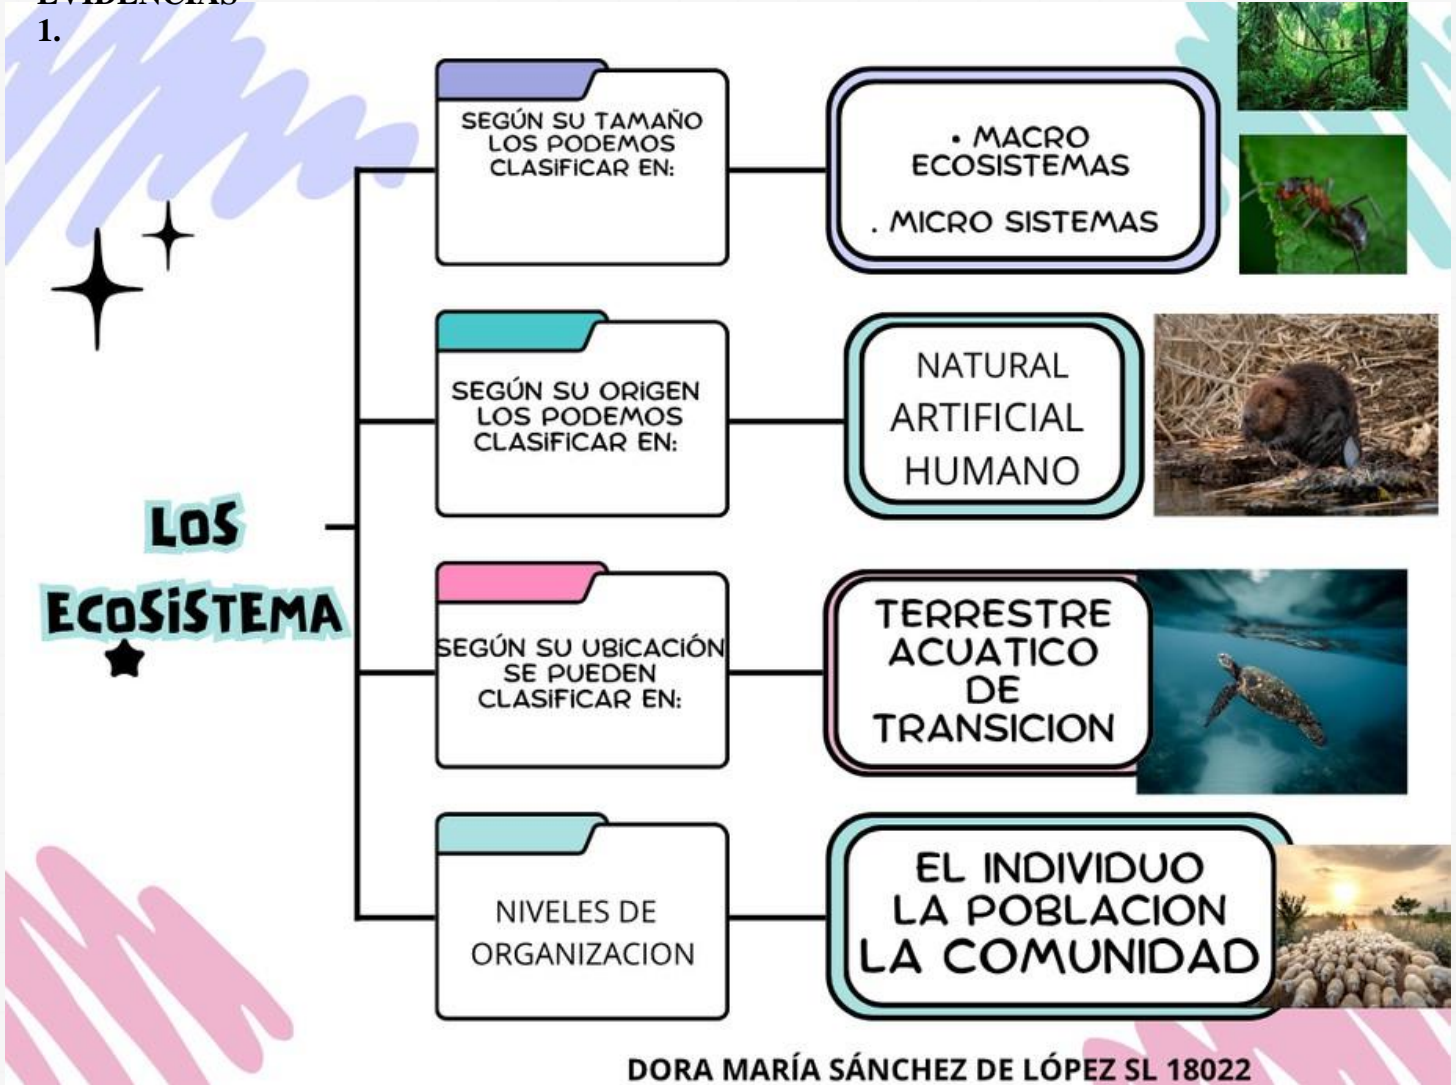 EVIDENCIAS
1.
LOS
ECOSISTEMA
SEGÚN SU TAMAÑO
LOS PODEMOS
CLASIFICAR EN:
• MACRO
ECOSISTEMAS
. MICRO SISTEMAS
SEGÚN SU ORIGEN
LOS PODEMOS
CLASIFICAR EN:
NATURAL
ARTIFICIAL
HUMANO
SEGÚN SU UBICACIÓN
SE PUEDEN
CLASIFICAR EN:
TERRESTRE
ACUATICO
DE
TRANSICION
NIVELES DE
ORGANIZACION
EL INDIVIDUO
LA POBLACION
LA COMUNIDAD
DORA MARÍA SÁNCHEZ DE LÓPEZ SL 18022